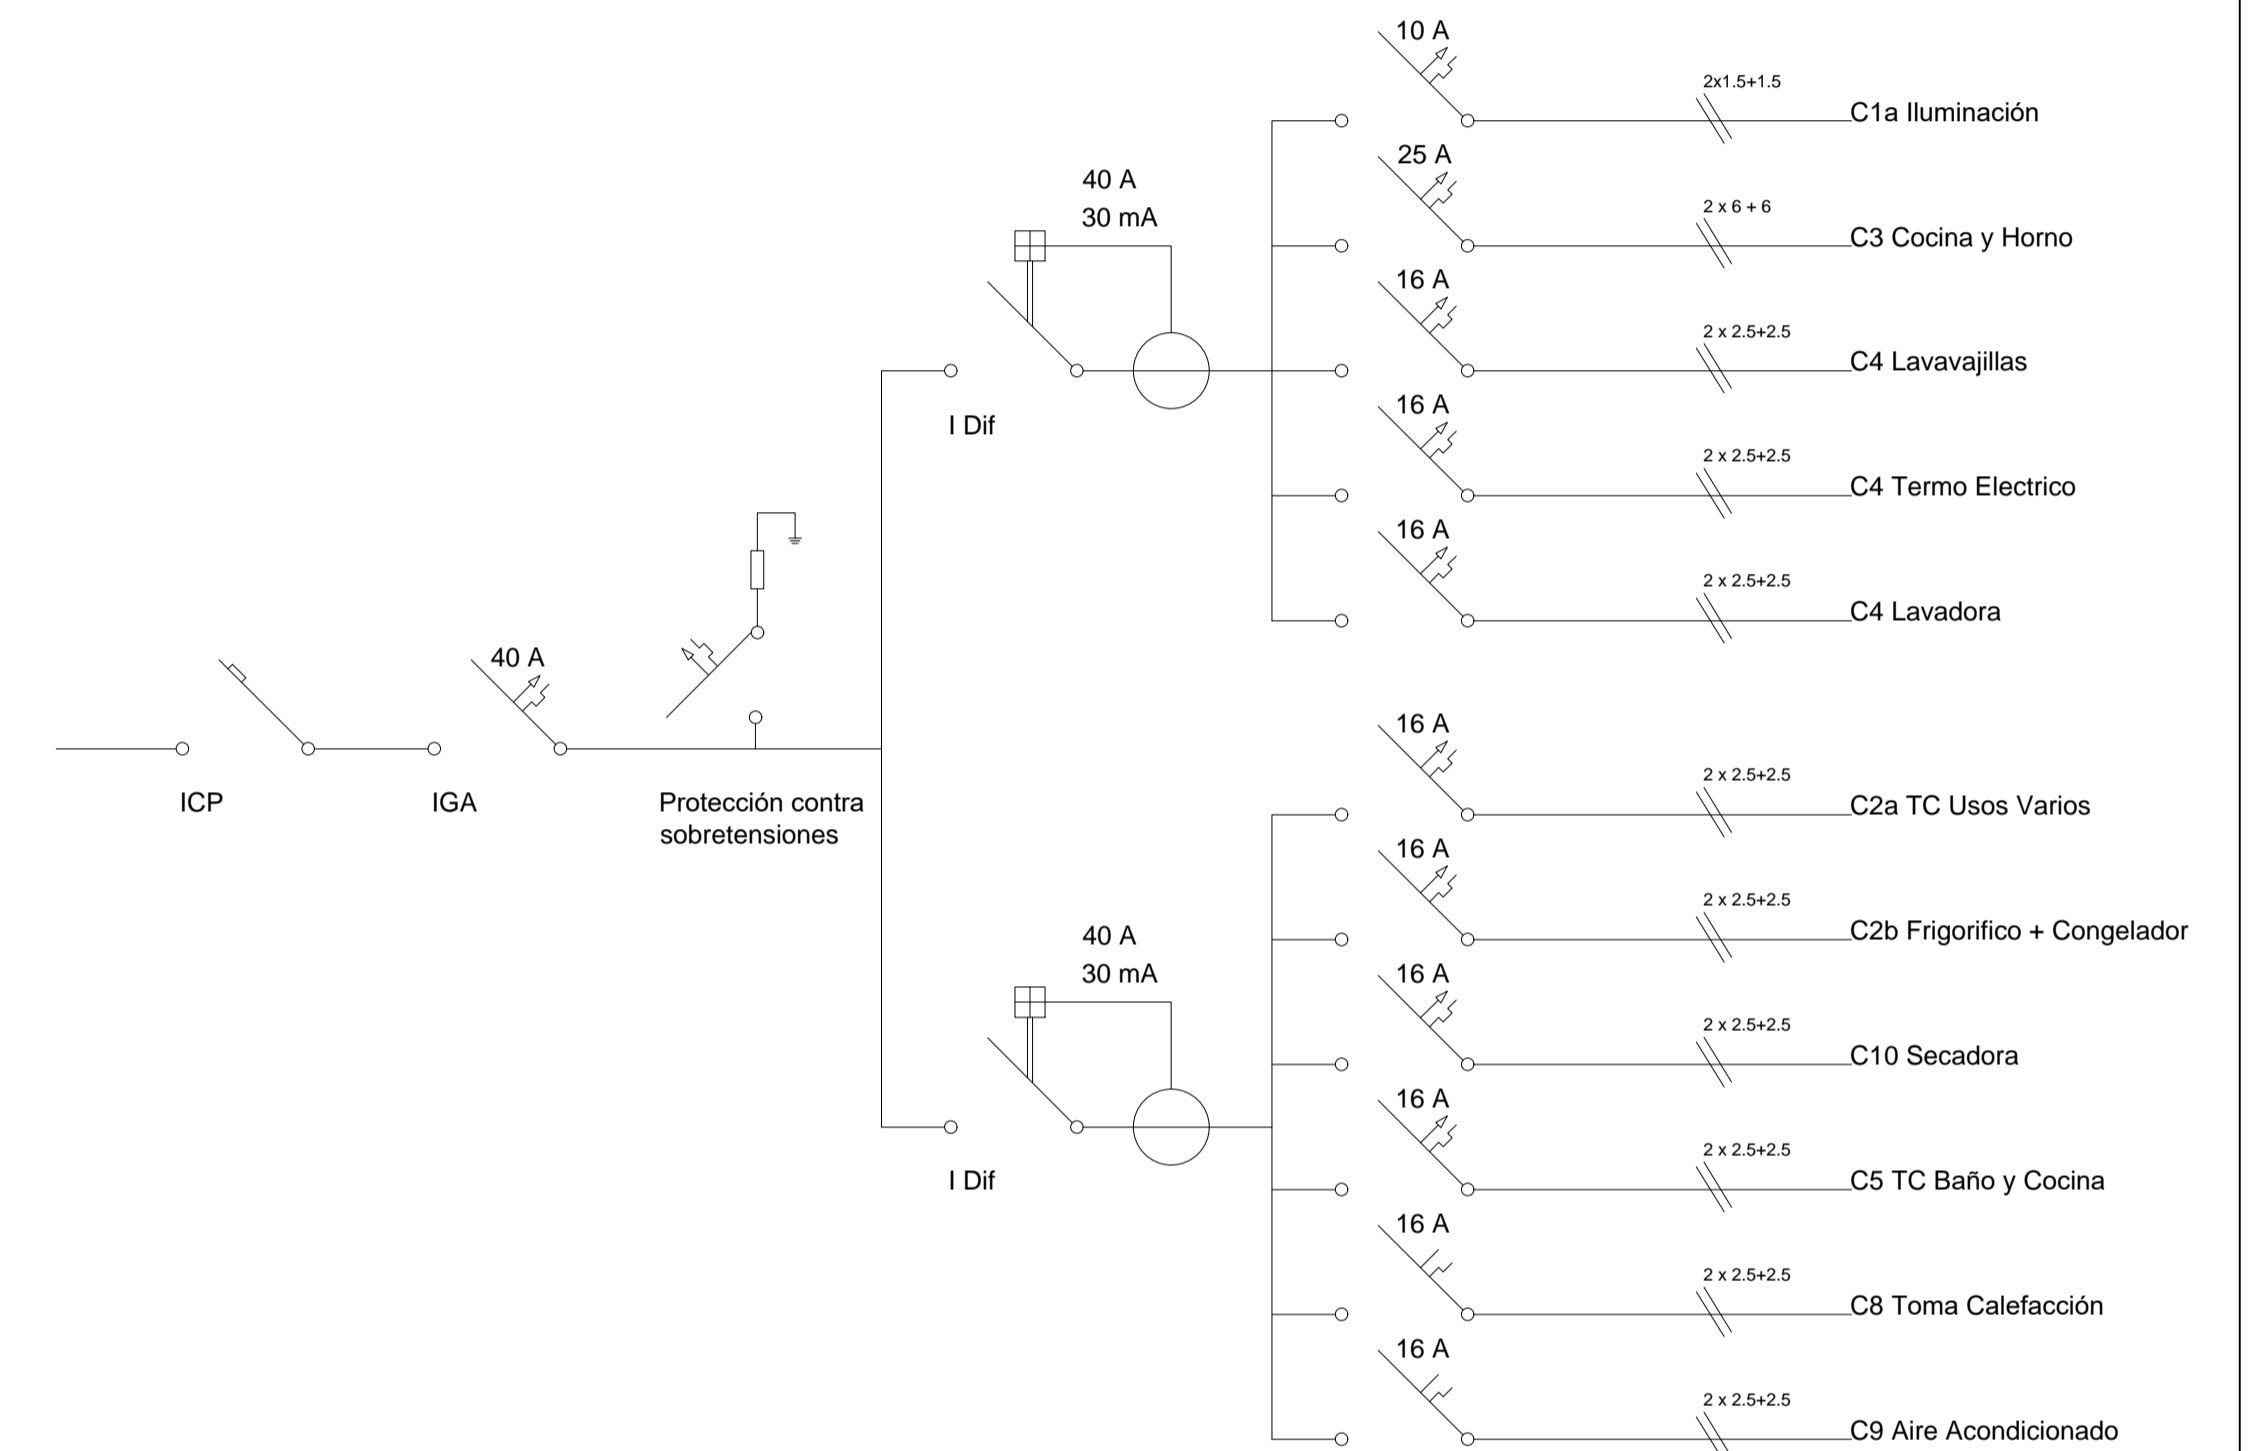 10 A
2x1.5+1.5
C1a Iluminación
25 A
2 x 6 + 6
C3 Cocina y Horno
40 A
30 mA
I Dif
16 A
2 x 2.5+2.5
C4 Lavavajillas
16 A
2 x 2.5+2.5
C4 Termo Electrico
16 A
2 x 2.5+2.5
C4 Lavadora
40 A
ICP
IGA
Protección contra
sobretensiones
16 A
2 x 2.5+2.5
C2a TC Usos Varios
16 A
2 x 2.5+2.5
C2b Frigorifico + Congelador
40 A
30 mA
I Dif
16 A
2 x 2.5+2.5
C10 Secadora
16 A
2 x 2.5+2.5
C5 TC Baño y Cocina
16 A
2 x 2.5+2.5
C8 Toma Calefacción
16 A
2 x 2.5+2.5
C9 Aire Acondicionado